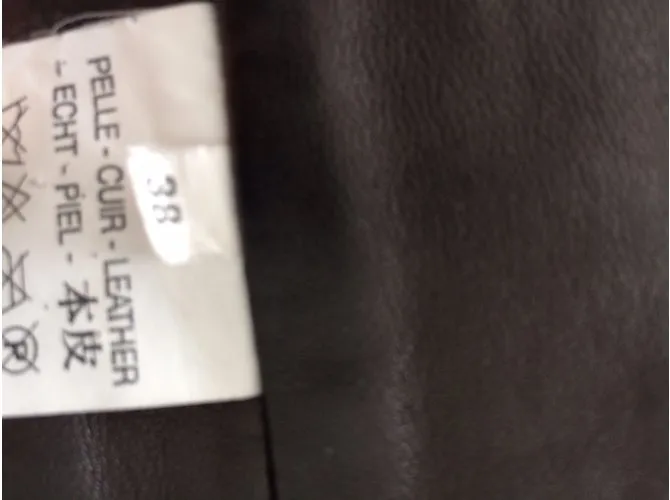 38
PELLE - CUIR - LEATHER
- ECHT - PIEL - 本皮
P